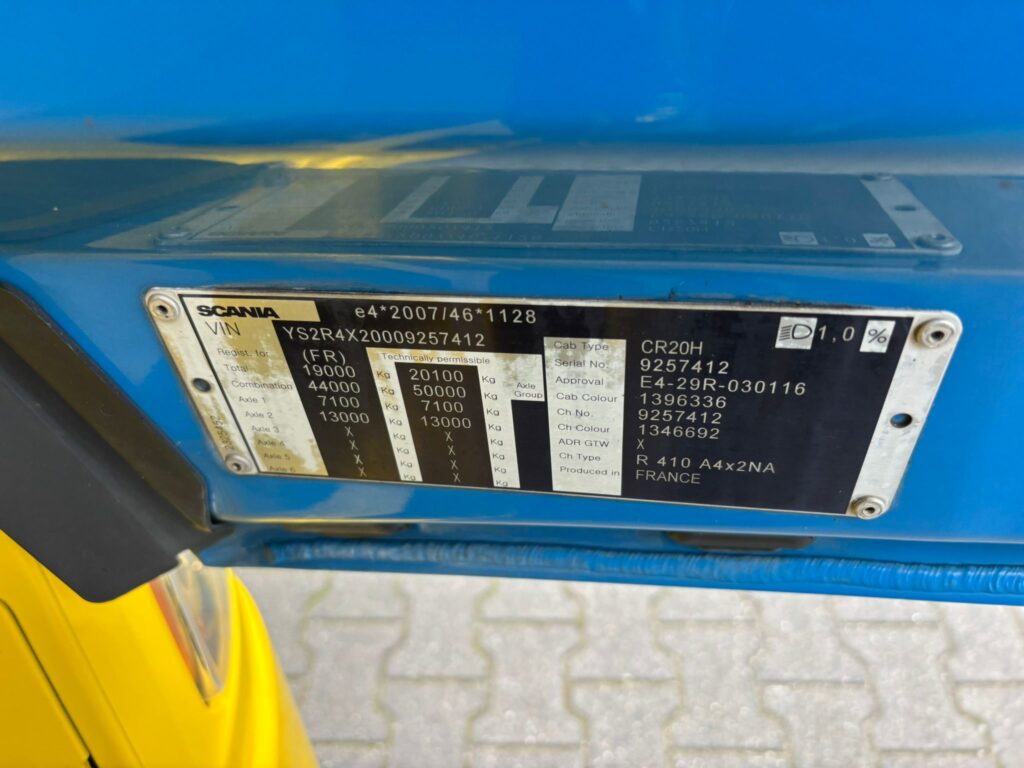 SCANIA e4*2007/46*1128
VIN YS2R4X20009257412
Regist. for (FR) Technically permissible
Total 19000 Kg 20100 Kg
Combination 44000 Kg 50000 Kg Axle Group
Axle 1 7100 Kg 7100 Kg
Axle 2 13000 Kg 13000 Kg
Axle 3 X Kg X Kg
Axle 4 X Kg X Kg
Axle 5 X Kg X Kg
Axle 6 X Kg X Kg
1,0 %
Cab Type CR20H
Serial No: 9257412
Approval E4-29R-030116
Cab Colour 1396336
Ch No. 9257412
Ch Colour 1346692
ADR GTW X
Ch Type R 410 A4x2NA
Produced in FRANCE